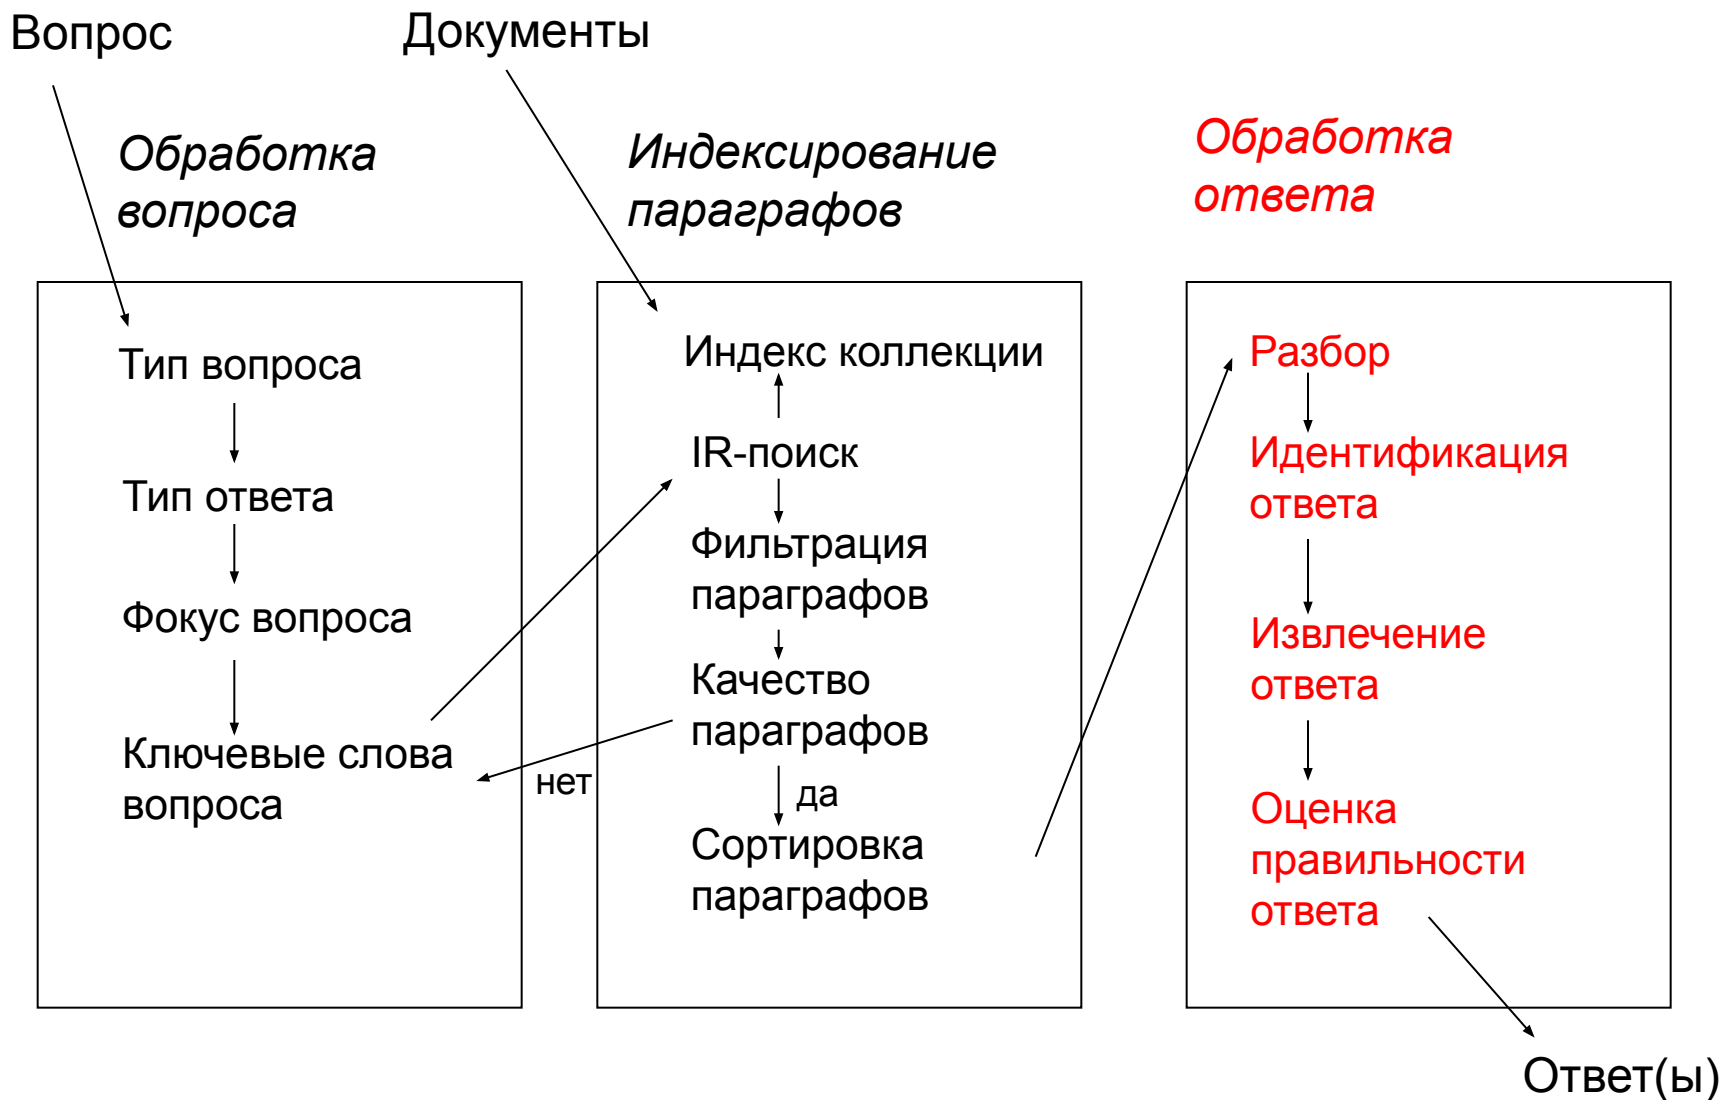 Вопрос
Документы
Обработка
вопроса
Индексирование
параграфов
Обработка
ответа
Тип вопроса
Тип ответа
Фокус вопроса
Ключевые слова
вопроса
нет
Индекс коллекции
IR-поиск
Фильтрация
параграфов
Качество
параграфов
да
Сортировка
параграфов
Разбор
Идентификация
ответа
Извлечение
ответа
Оценка
правильности
ответа
Ответ(ы)